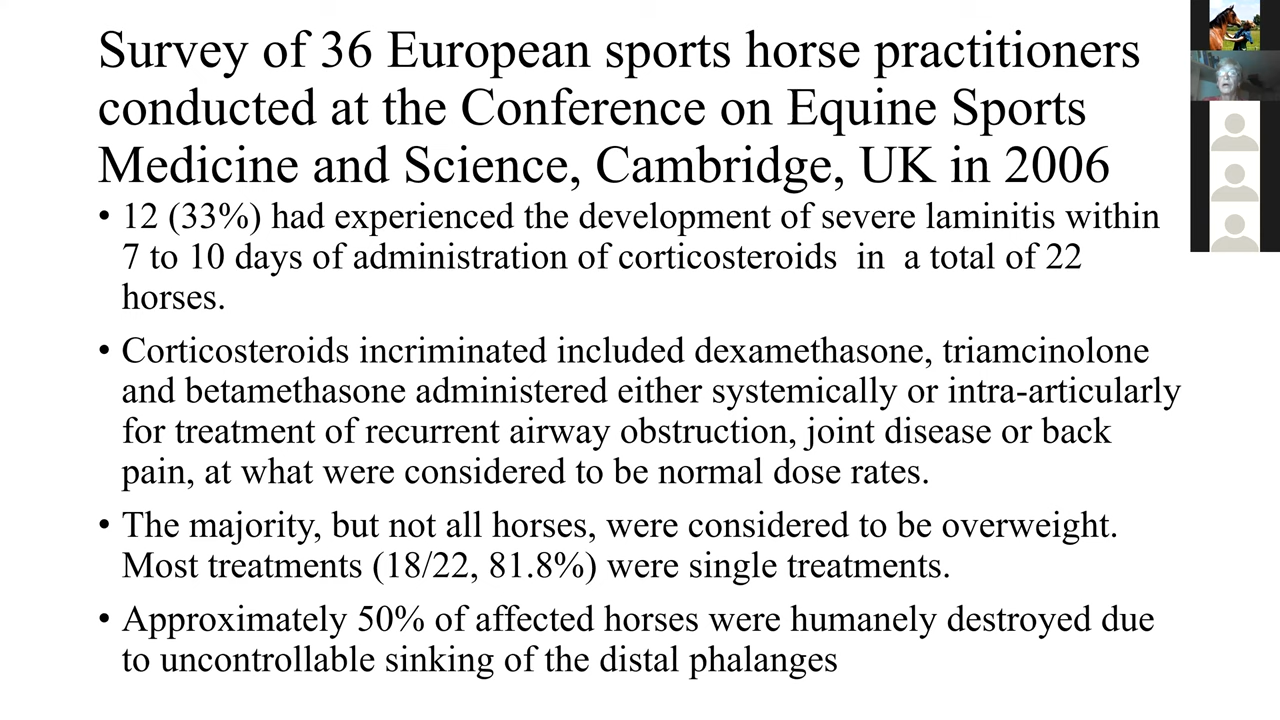 Survey of 36 European sports horse practitioners
conducted at the Conference on Equine Sports
Medicine and Science, Cambridge, UK in 2006
• 12 (33%) had experienced the development of severe laminitis within
7 to 10 days of administration of corticosteroids  in  a total of 22
horses.
• Corticosteroids incriminated included dexamethasone, triamcinolone
and betamethasone administered either systemically or intra-articularly
for treatment of recurrent airway obstruction, joint disease or back
pain, at what were considered to be normal dose rates.
• The majority, but not all horses, were considered to be overweight.
Most treatments (18/22, 81.8%) were single treatments.
• Approximately 50% of affected horses were humanely destroyed due
to uncontrollable sinking of the distal phalanges